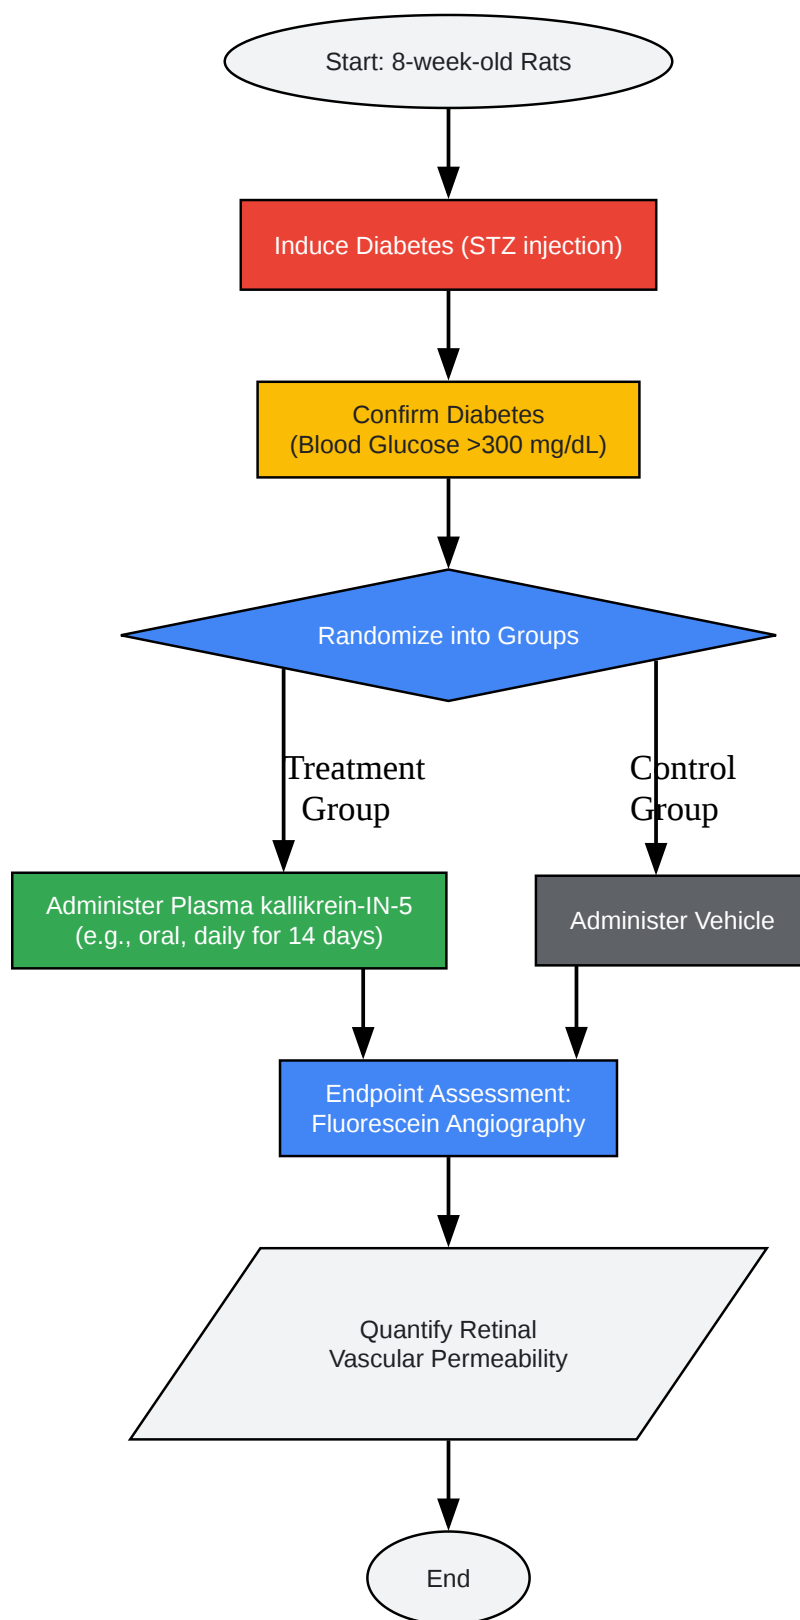 Start: 8-week-old Rats
Induce Diabetes (STZ injection)
Confirm Diabetes
(Blood Glucose >300 mg/dL)
Randomize into Groups
Treatment
Group
Control
Group
Administer Plasma kallikrein-IN-5
(e.g., oral, daily for 14 days)
Administer Vehicle
Endpoint Assessment:
Fluorescein Angiography
Quantify Retinal
Vascular Permeability
End